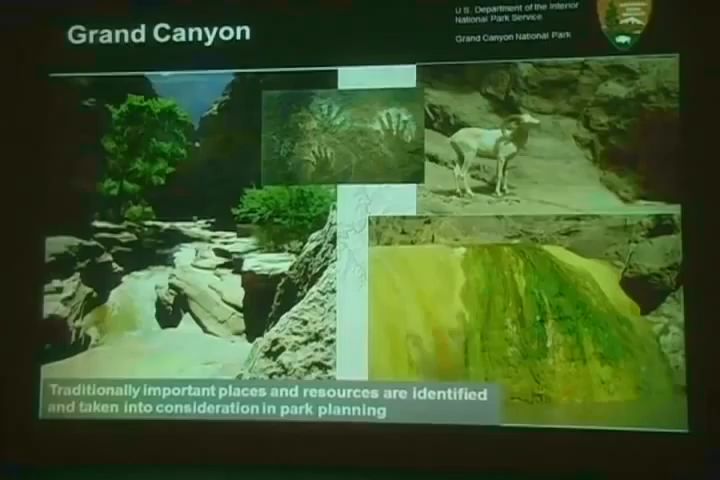 Grand Canyon
U.S. Department of the Interior
National Park Service
Grand Canyon National Park
Traditionally important places and resources are identified
and taken into consideration in park planning